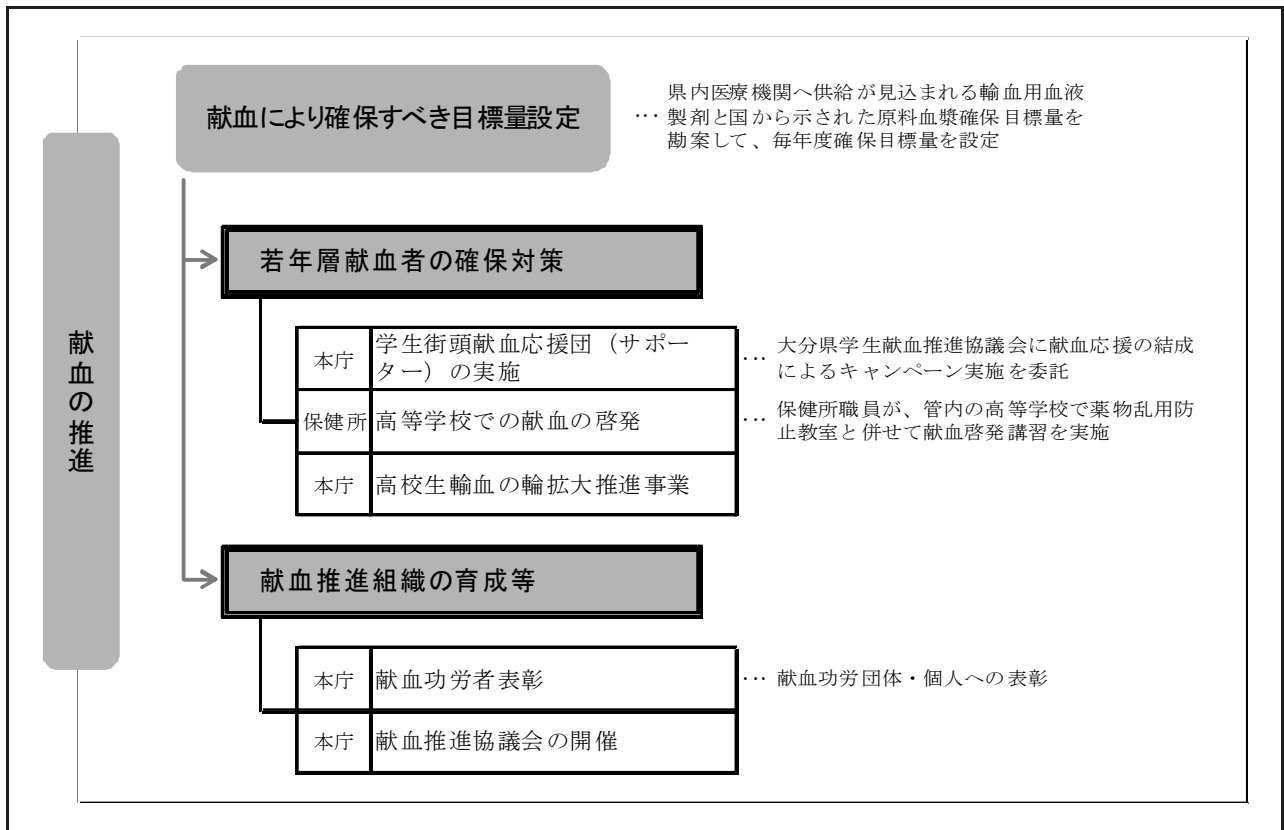 献血の推進
献血により確保すべき目標量設定
県内医療機関へ供給が見込まれる輸血用血液
… 製剤と国から示された原料血漿確保目標量を
勘案して、毎年度確保目標量を設定
若年層献血者の確保対策
本庁
学生街頭献血応援団（サポー
ター）の実施
… 大分県学生献血推進協議会に献血応援の結成
によるキャンペーン実施を委託
保健所
高等学校での献血の啓発
… 保健所職員が、管内の高等学校で薬物乱用防
止教室と併せて献血啓発講習を実施
本庁
高校生輸血の輪拡大推進事業
献血推進組織の育成等
本庁
献血功労者表彰
… 献血功労団体・個人への表彰
本庁
献血推進協議会の開催